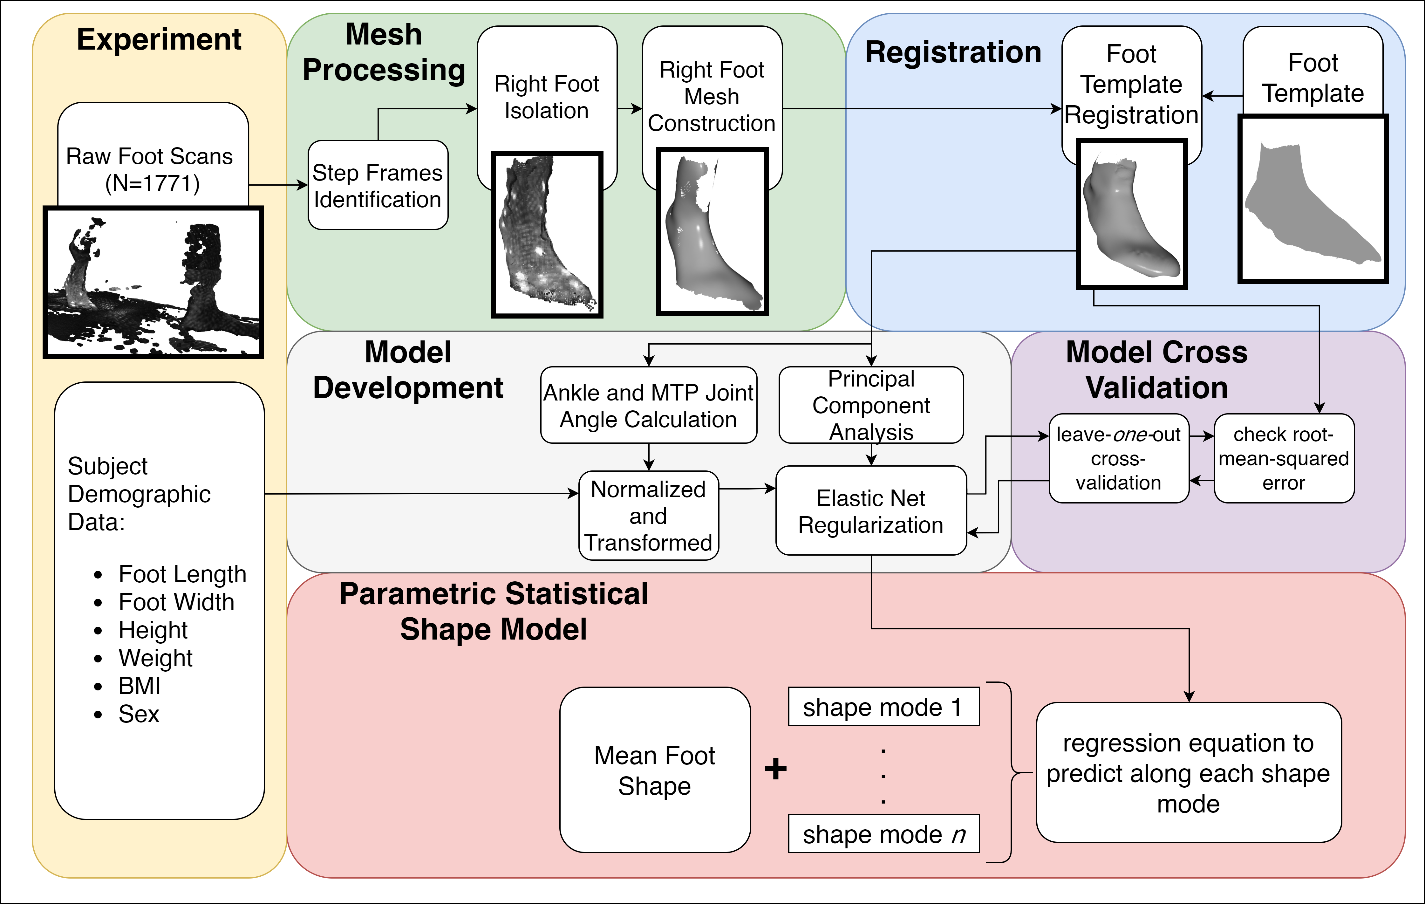 Experiment
Raw Foot Scans
(N=1771)
Subject
Demographic
Data:
• Foot Length
• Foot Width
• Height
• Weight
• BMI
• Sex
Mesh
Processing
Step Frames
Identification
Right Foot
Isolation
Right Foot
Mesh
Construction
Registration
Foot
Template
Registration
Foot
Template
Model
Development
Ankle and MTP Joint
Angle Calculation
Principal
Component
Analysis
Normalized
and
Transformed
Elastic Net
Regularization
Model Cross
Validation
leave-one-out
cross-
validation
check root-
mean-squared
error
Parametric Statistical
Shape Model
Mean Foot
Shape
+
shape mode 1
.
.
.
shape mode n
regression equation to
predict along each shape
mode